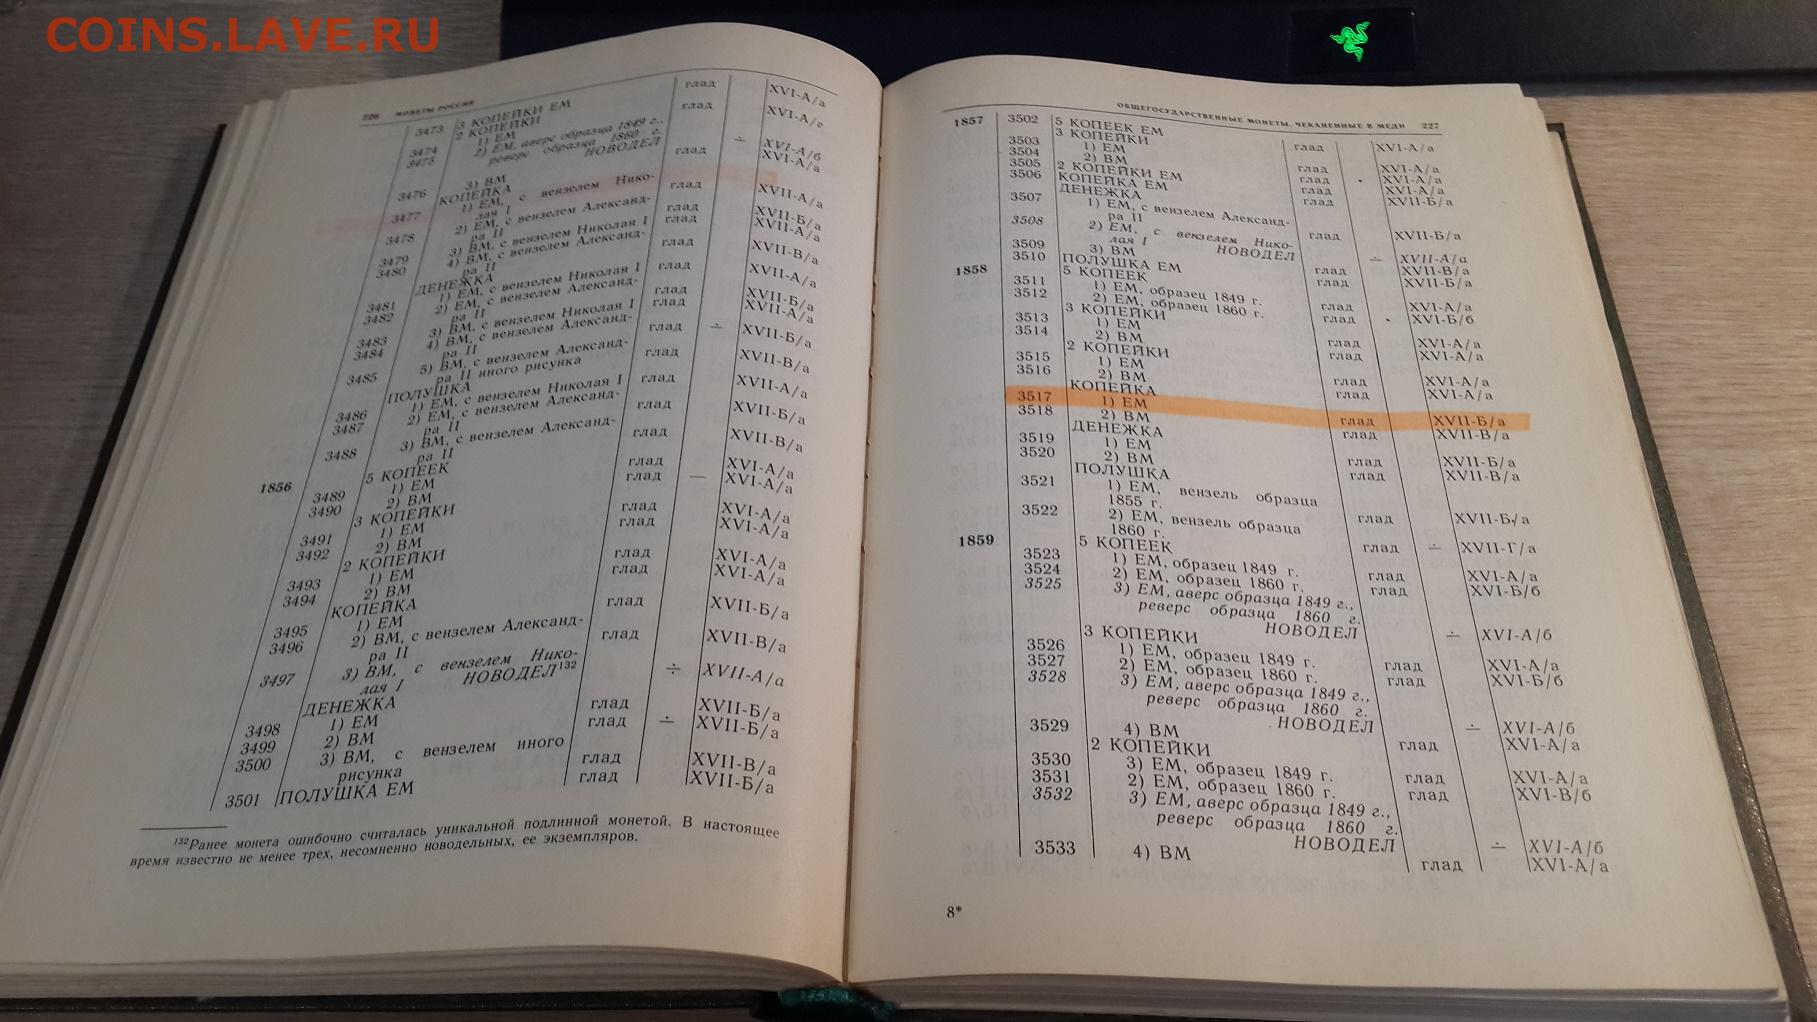 COINS.LAVE.RU
226 МОНЕТЫ РОССИИ
3473 3 КОПЕЙКИ ЕМ глад XVI-А/а
2 КОПЕЙКИ
3474 1) ЕМ глад XVI-А/г
3475 2) ЕМ, аверс образца 1849 г.,
реверс образца 1860 г.
НОВОДЕЛ ÷ XVI-А/б
3476 3) ВМ глад XVI-А/а
КОПЕЙКА
3477 1) ЕМ, с вензелем Нико-
лая I глад XVII-А/а
3478 2) ЕМ, с вензелем Александ-
ра II глад XVII-Б/а
3479 3) ВМ, с вензелем Николая I глад XVII-А/а
3480 4) ВМ, с вензелем Александ-
ра II глад XVII-В/а
ДЕНЕЖКА
3481 1) ЕМ, с вензелем Николая I глад XVII-А/а
3482 2) ЕМ, с вензелем Александ-
ра II глад XVII-Б/а
3483 3) ВМ, с вензелем Николая I глад XVII-А/а
3484 4) ВМ, с вензелем Александ-
ра II глад ÷ XVII-Б/а
3485 5) ВМ, с вензелем Александ-
ра II иного рисунка глад XVII-В/а
ПОЛУШКА
3486 1) ЕМ, с вензелем Николая I глад XVII-А/а
3487 2) ЕМ, с вензелем Александ-
ра II глад XVII-Б/а
3488 3) ВМ, с вензелем Александ-
ра II глад XVII-В/а
1856 5 КОПЕЕК
3489 1) ЕМ глад XVI-А/а
3490 2) ВМ глад — XVI-А/а
3 КОПЕЙКИ
3491 1) ЕМ глад XVI-А/а
3492 2) ВМ глад XVI-А/а
2 КОПЕЙКИ
3493 1) ЕМ глад XVI-А/а
3494 2) ВМ глад XVI-А/а
КОПЕЙКА
3495 1) ЕМ глад XVII-Б/а
3496 2) ВМ, с вензелем Александ-
ра II глад XVII-В/а
3497 3) ВМ, с вензелем Нико-
лая I НОВОДЕЛ132 ÷ XVII-А/а
ДЕНЕЖКА
3498 1) ЕМ глад XVII-Б/а
3499 2) ВМ глад ÷ XVII-Б/а
3500 3) ВМ, с вензелем иного
рисунка глад XVII-В/а
3501 ПОЛУШКА ЕМ глад XVII-Б/а
132Ранее монета ошибочно считалась уникальной подлинной монетой. В настоящее
время известно не менее трех, несомненно новодельных, ее экземпляров.
ОБЩЕГОСУДАРСТВЕННЫЕ МОНЕТЫ, ЧЕКАНЕННЫЕ В МЕДИ 227
1857 3502 5 КОПЕЕК ЕМ глад XVI-А/а
3 КОПЕЙКИ
3503 1) ЕМ глад XVI-А/а
3504 2) ВМ глад · XVI-А/а
3505 2 КОПЕЙКИ ЕМ глад XVI-А/а
3506 КОПЕЙКА ЕМ глад XVII-Б/а
ДЕНЕЖКА
3507 1) ЕМ, с вензелем Александ-
ра II глад XVII-Б/а
3508 2) ЕМ, с вензелем Нико-
лая I НОВОДЕЛ ÷ XVII-А/а
3509 3) ВМ глад XVII-В/а
3510 ПОЛУШКА ЕМ глад XVII-Б/а
1858 5 КОПЕЕК
3511 1) ЕМ, образец 1849 г. глад XVI-А/а
3512 2) ЕМ, образец 1860 г. глад · XVI-Б/б
3 КОПЕЙКИ
3513 1) ЕМ глад XVI-А/а
3514 2) ВМ глад XVI-А/а
2 КОПЕЙКИ
3515 1) ЕМ глад XVI-А/а
3516 2) ВМ глад XVI-А/а
КОПЕЙКА
3517 1) ЕМ глад XVII-Б/а
3518 2) ВМ глад XVII-В/а
ДЕНЕЖКА
3519 1) ЕМ глад XVII-Б/а
3520 2) ВМ глад XVII-В/а
ПОЛУШКА
3521 1) ЕМ, вензель образца
1855 г. глад XVII-Б/а
3522 2) ЕМ, вензель образца
1860 г. глад ÷ XVII-Г/а
1859 5 КОПЕЕК
3523 1) ЕМ, образец 1849 г. глад XVI-А/а
3524 2) ЕМ, образец 1860 г. глад XVI-Б/б
3525 3) ЕМ, аверс образца 1849 г.,
реверс образца 1860 г.
НОВОДЕЛ ÷ XVI-А/б
3 КОПЕЙКИ
3526 1) ЕМ, образец 1849 г. глад XVI-А/а
3527 2) ЕМ, образец 1860 г. глад XVI-Б/б
3528 3) ЕМ, аверс образца 1849 г.,
реверс образца 1860 г.
НОВОДЕЛ ÷ XVI-А/б
3529 4) ВМ глад XVI-А/а
2 КОПЕЙКИ
3530 3) ЕМ, образец 1849 г. глад XVI-А/а
3531 2) ЕМ, образец 1860 г. глад XVI-В/б
3532 3) ЕМ, аверс образца 1849 г.,
реверс образца 1860 г.
НОВОДЕЛ ÷ XVI-А/б
3533 4) ВМ глад XVI-А/а
8*